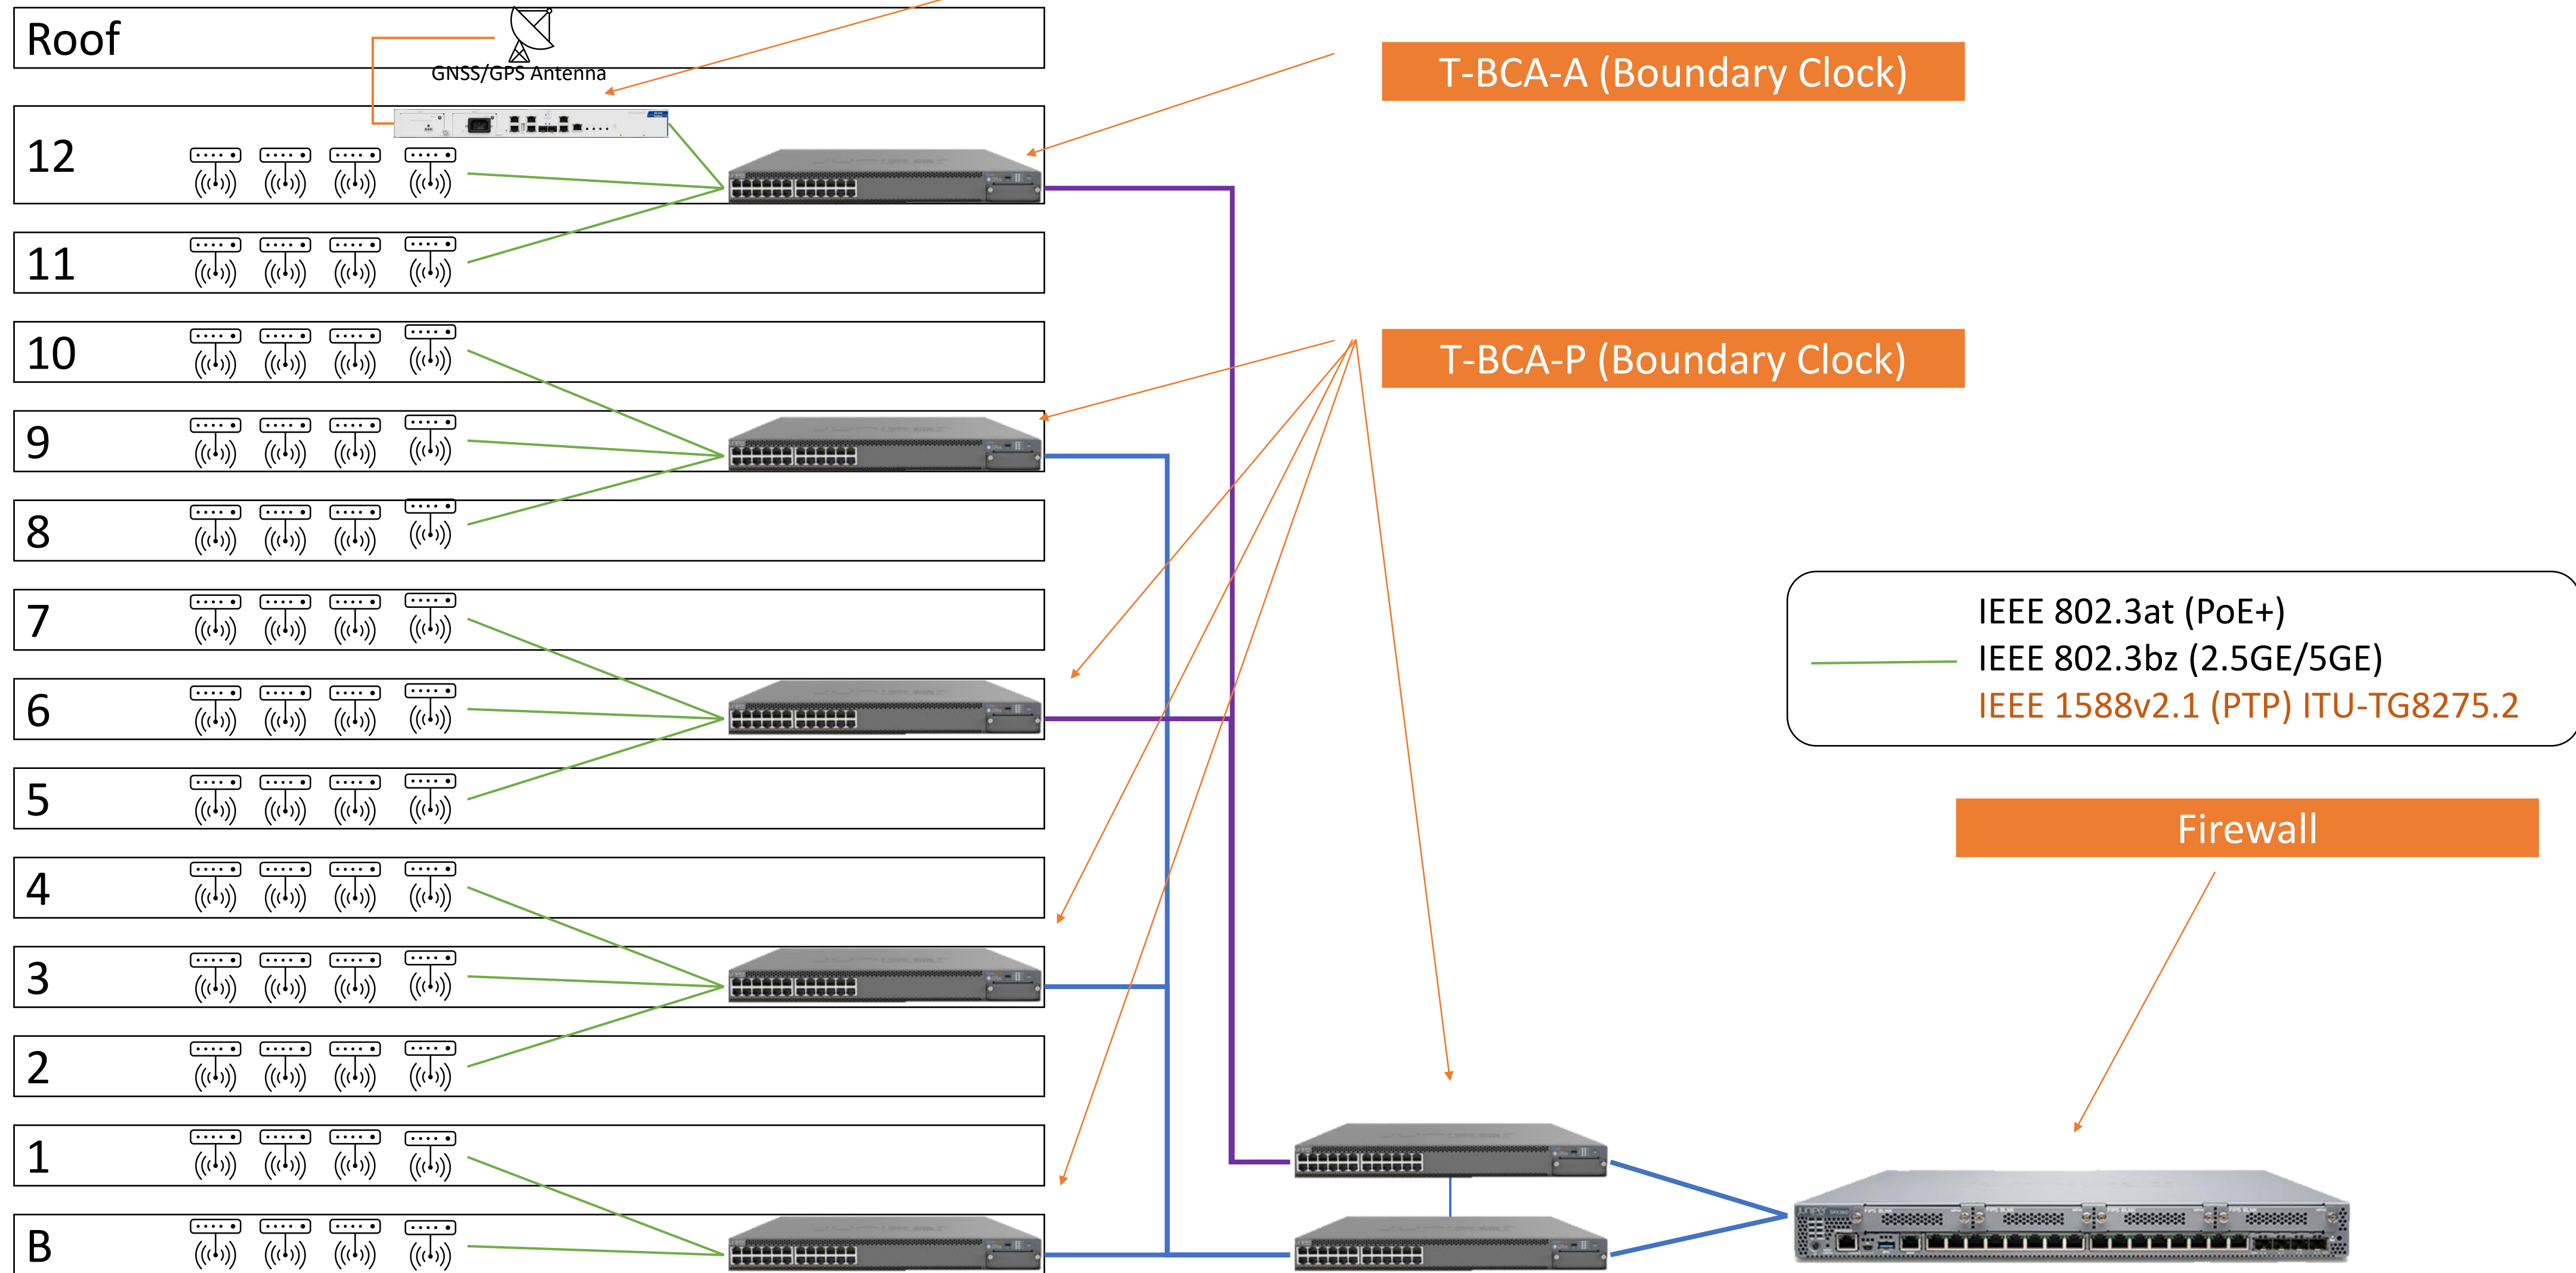 Roof
GNSS/GPS Antenna
T-BCA-A (Boundary Clock)
12
11
10
T-BCA-P (Boundary Clock)
9
8
7
IEEE 802.3at (PoE+)
IEEE 802.3bz (2.5GE/5GE)
IEEE 1588v2.1 (PTP) ITU-TG8275.2
6
5
Firewall
4
3
2
1
B